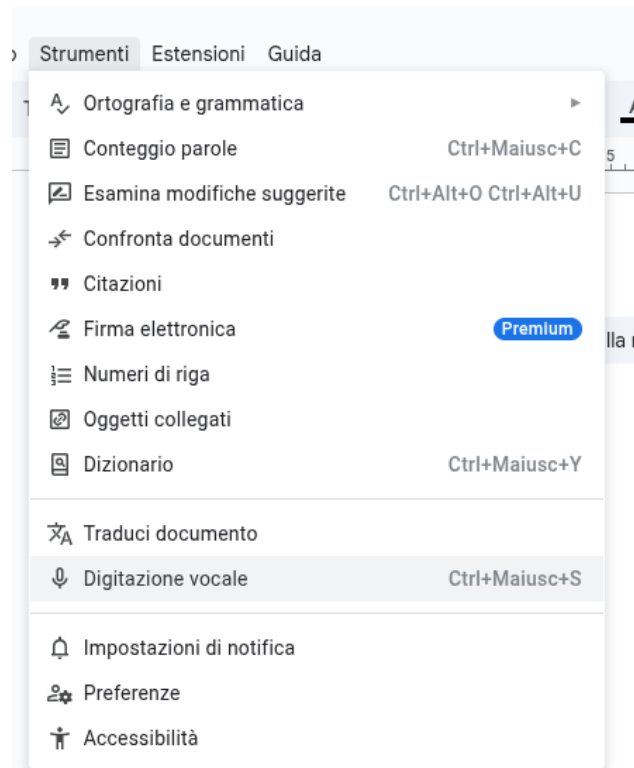 Strumenti Estensioni Guida
Ortografia e grammatica
Conteggio parole Ctrl+Maiusc+C
5
Esamina modifiche suggerite Ctrl+Alt+O Ctrl+Alt+U
Confronta documenti
Citazioni
Firma elettronica Premium
lla
Numeri di riga
Oggetti collegati
Dizionario Ctrl+Maiusc+Y
Traduci documento
Digitazione vocale Ctrl+Maiusc+S
Impostazioni di notifica
Preferenze
Accessibilità